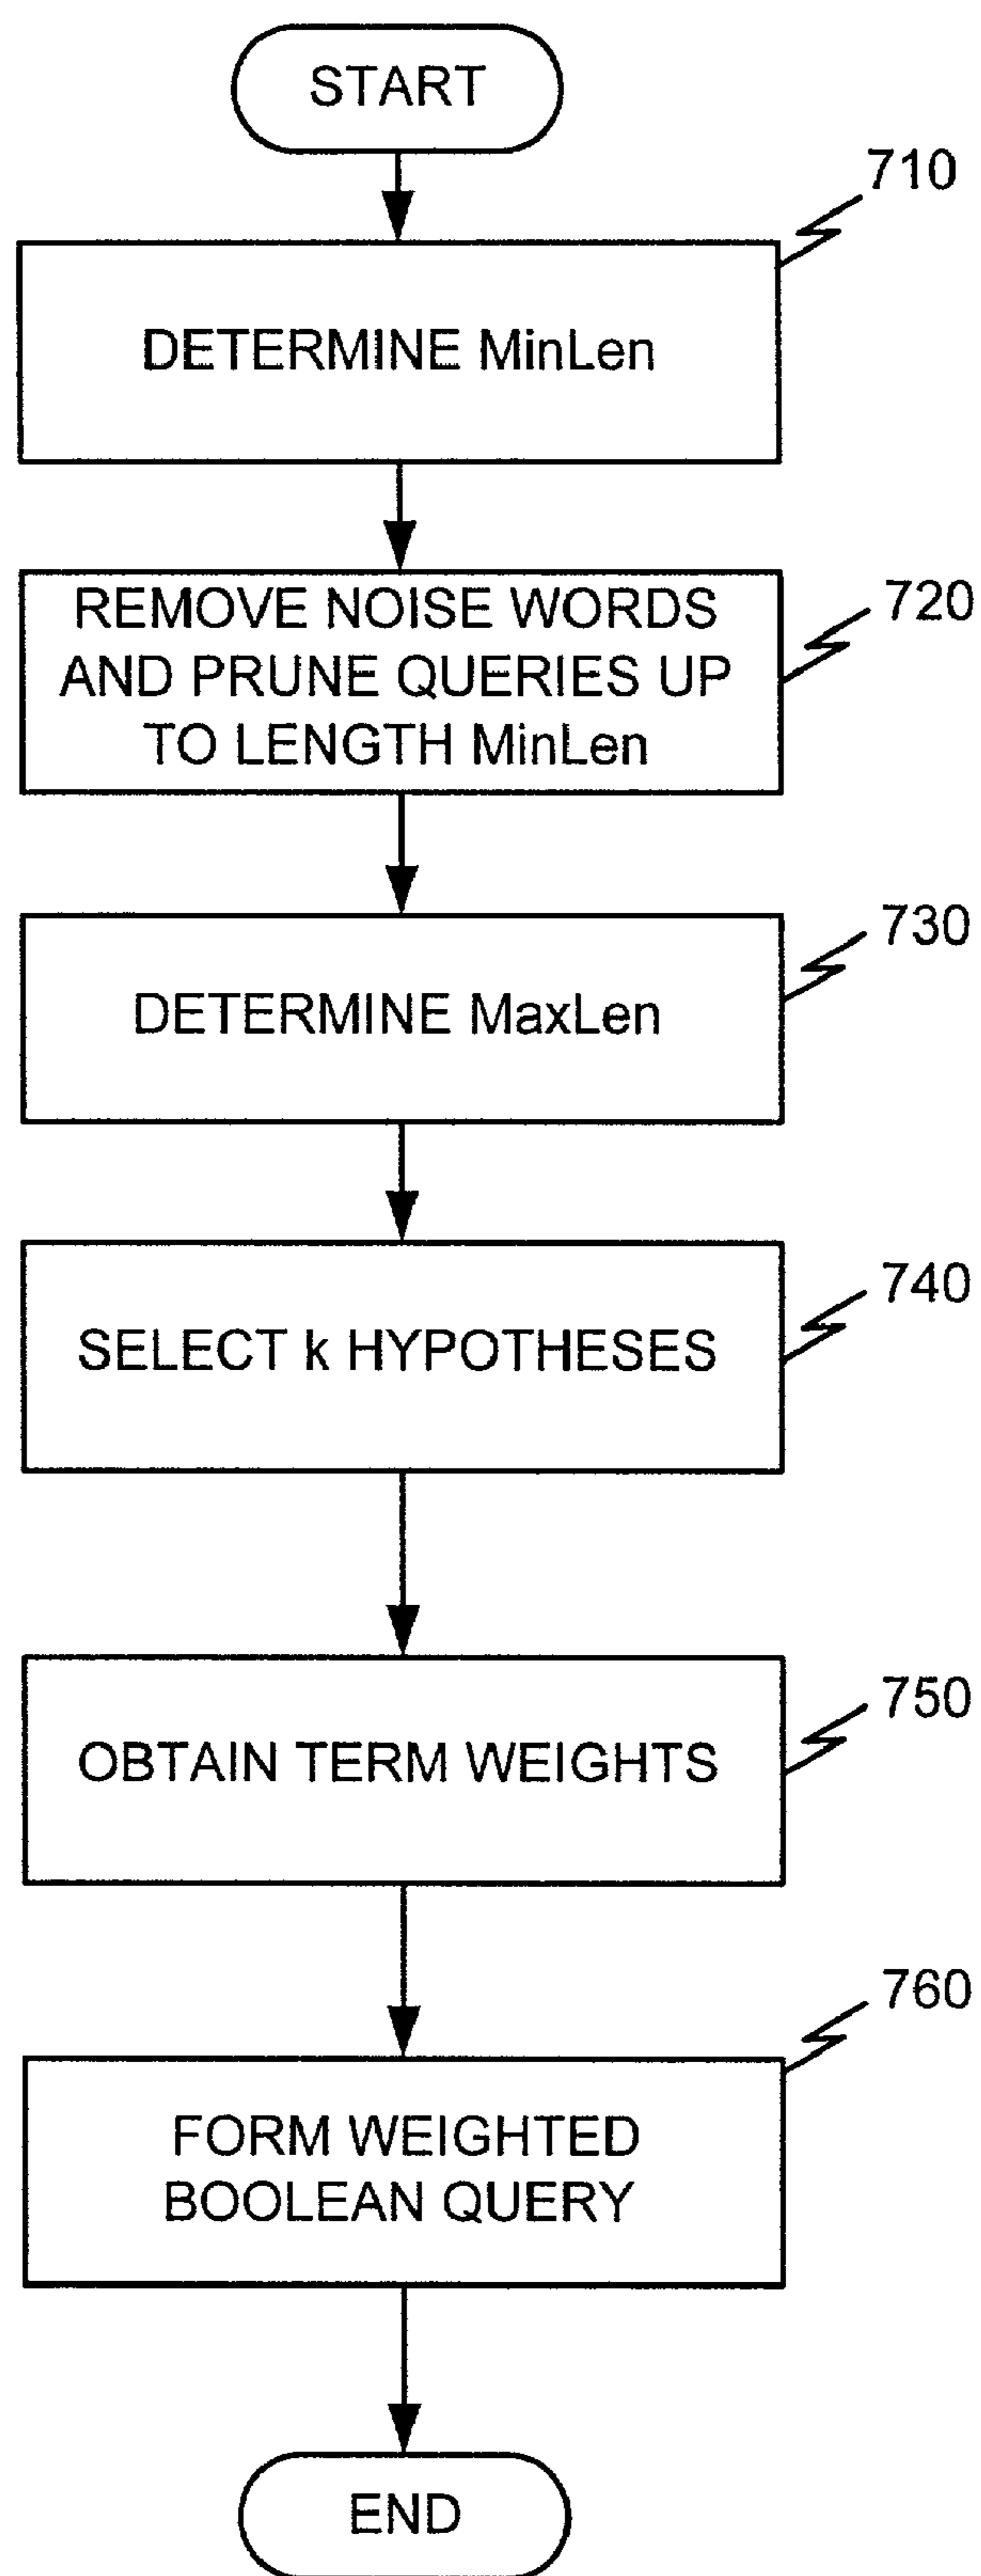 START
710
DETERMINE MinLen
720
REMOVE NOISE WORDS
AND PRUNE QUERIES UP
TO LENGTH MinLen
730
DETERMINE MaxLen
740
SELECT k HYPOTHESES
750
OBTAIN TERM WEIGHTS
760
FORM WEIGHTED
BOOLEAN QUERY
END